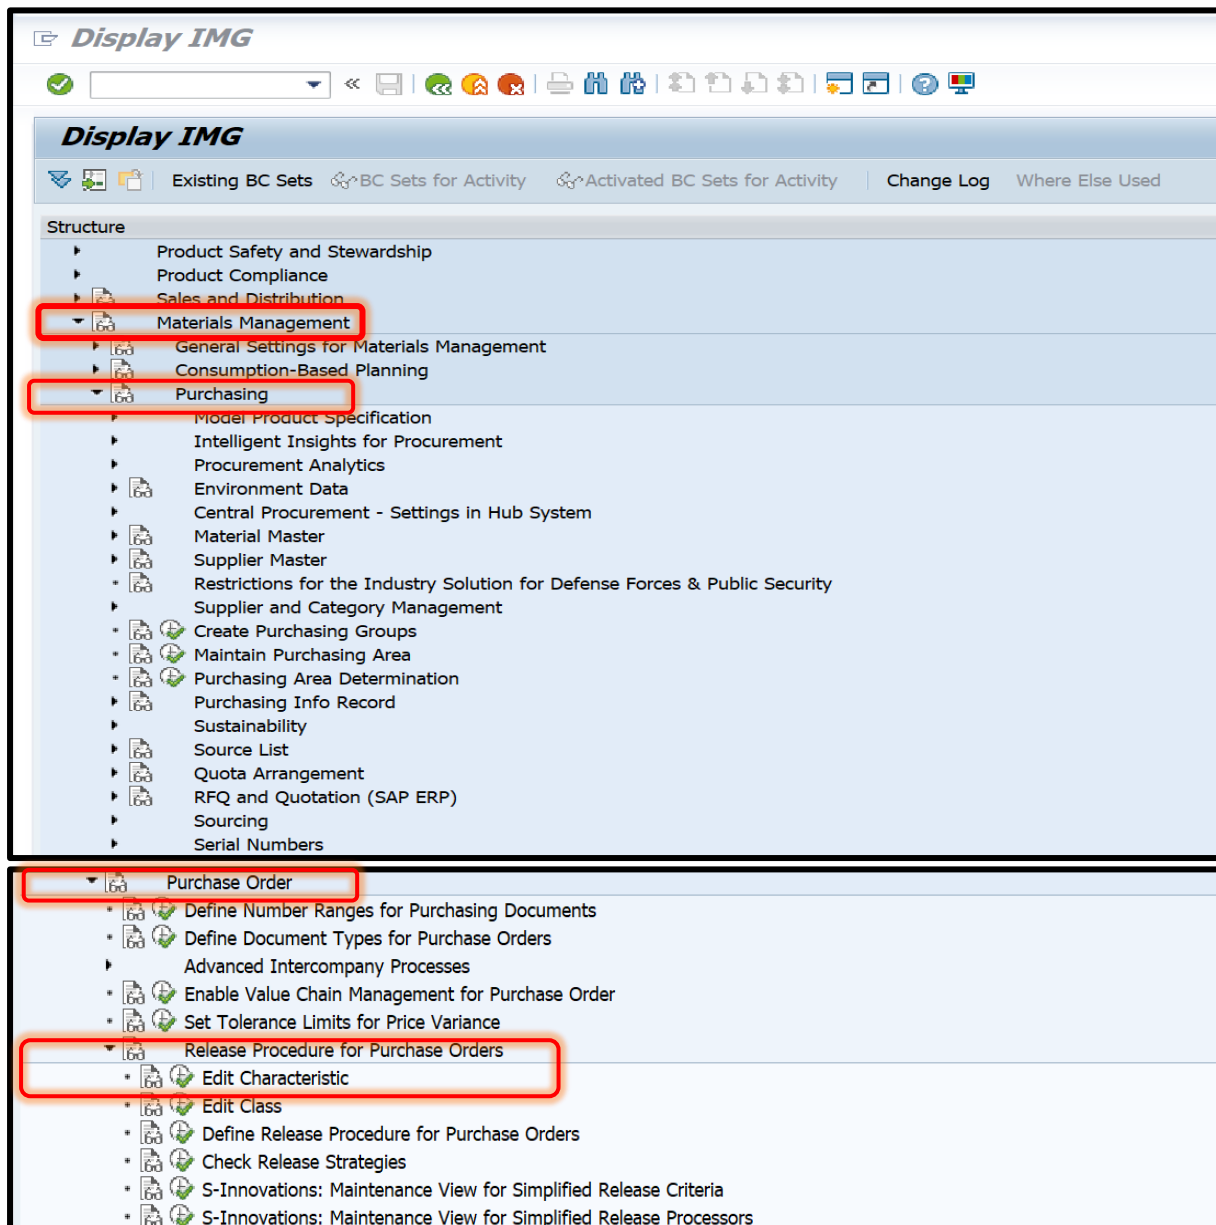 Display IMG
Display IMG
Existing BC Sets BC Sets for Activity Activated BC Sets for Activity Change Log Where Else Used
Structure
Product Safety and Stewardship
Product Compliance
Sales and Distribution
Materials Management
General Settings for Materials Management
Consumption-Based Planning
Purchasing
Model Product Specification
Intelligent Insights for Procurement
Procurement Analytics
Environment Data
Central Procurement - Settings in Hub System
Material Master
Supplier Master
Restrictions for the Industry Solution for Defense Forces & Public Security
Supplier and Category Management
Create Purchasing Groups
Maintain Purchasing Area
Purchasing Area Determination
Purchasing Info Record
Sustainability
Source List
Quota Arrangement
RFQ and Quotation (SAP ERP)
Sourcing
Serial Numbers
Purchase Order
Define Number Ranges for Purchasing Documents
Define Document Types for Purchase Orders
Advanced Intercompany Processes
Enable Value Chain Management for Purchase Order
Set Tolerance Limits for Price Variance
Release Procedure for Purchase Orders
Edit Characteristic
Edit Class
Define Release Procedure for Purchase Orders
Check Release Strategies
S-Innovations: Maintenance View for Simplified Release Criteria
S-Innovations: Maintenance View for Simplified Release Processors